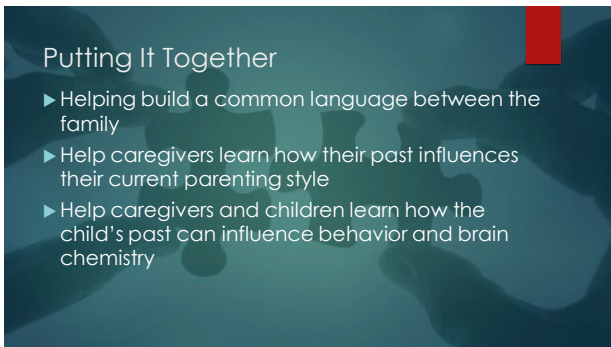 Putting It Together
Helping build a common language between the
family
Help caregivers learn how their past influences
their current parenting style
Help caregivers and children learn how the
child's past can influence behavior and brain
chemistry